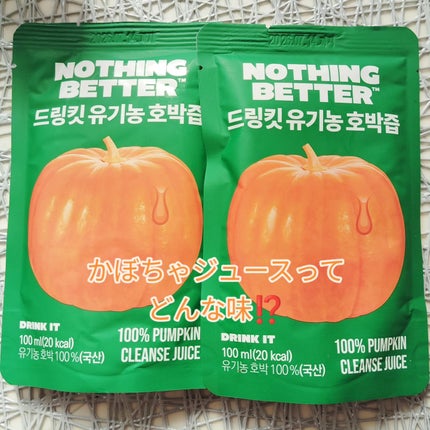 NOTHING
BETTER™
드링킷 유기농 호박즙
DRINK IT
100 ml(20 kcal)
유기농 호박 100%(국산)
100% PUMPKIN
CLEANSE JUICE
NOTHING
BETTER™
드링킷 유기농 호박즙
DRINK IT
100 ml(20 kcal)
유기농 호박 100%(국산)
100% PUMPKIN
CLEANSE JUICE
かぼちゃジュースって
どんな味⁉️